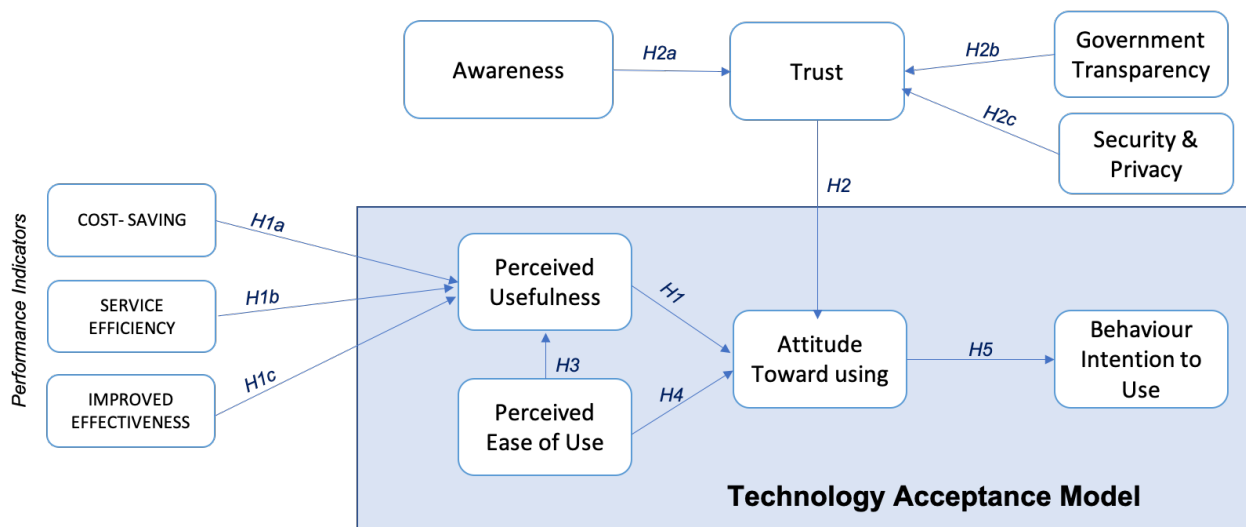 Awareness
H2a
Trust
H2b
Government
Transparency
H2c
Security &
Privacy
H2
Performance Indicators
COST- SAVING
H1a
SERVICE
EFFICIENCY
H1b
IMPROVED
EFFECTIVENESS
H1c
Perceived
Usefulness
H1
H3
Perceived
Ease of Use
H4
Attitude
Toward using
H5
Behaviour
Intention to
Use
Technology Acceptance Model